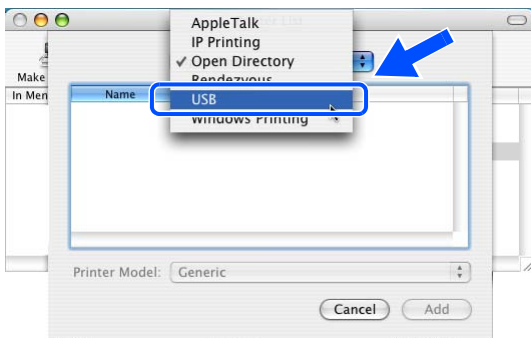 AppleTalk
IP Printing
✓ Open Directory
Rendezvous
USB
Windows Printing
Make
In Men
Name
Printer Model: Generic
Cancel Add